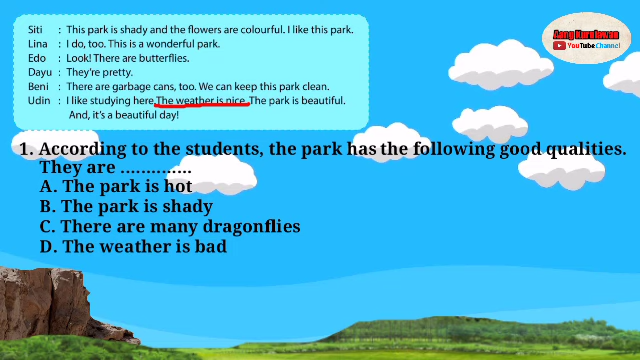 Siti : This park is shady and the flowers are colourful. I like this park.
Lina : I do, too. This is a wonderful park.
Edo : Look! There are butterflies.
Dayu : They're pretty.
Beni : There are garbage cans, too. We can keep this park clean.
Udin : I like studying here. The weather is nice. The park is beautiful.
And, it's a beautiful day!
Aang Kurniawan
YouTube Channel
1. According to the students, the park has the following good qualities.
They are ..............
A. The park is hot
B. The park is shady
C. There are many dragonflies
D. The weather is bad